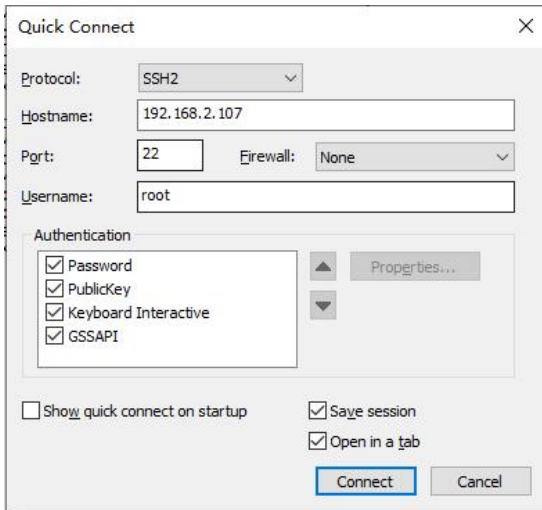 Quick Connect
Protocol: SSH2
Hostname: 192.168.2.107
Port: 22 Firewall: None
Username: root
Authentication
Password
PublicKey
Properties...
Keyboard Interactive
GSSAPI
Show quick connect on startup
Save session
Open in a tab
Connect Cancel